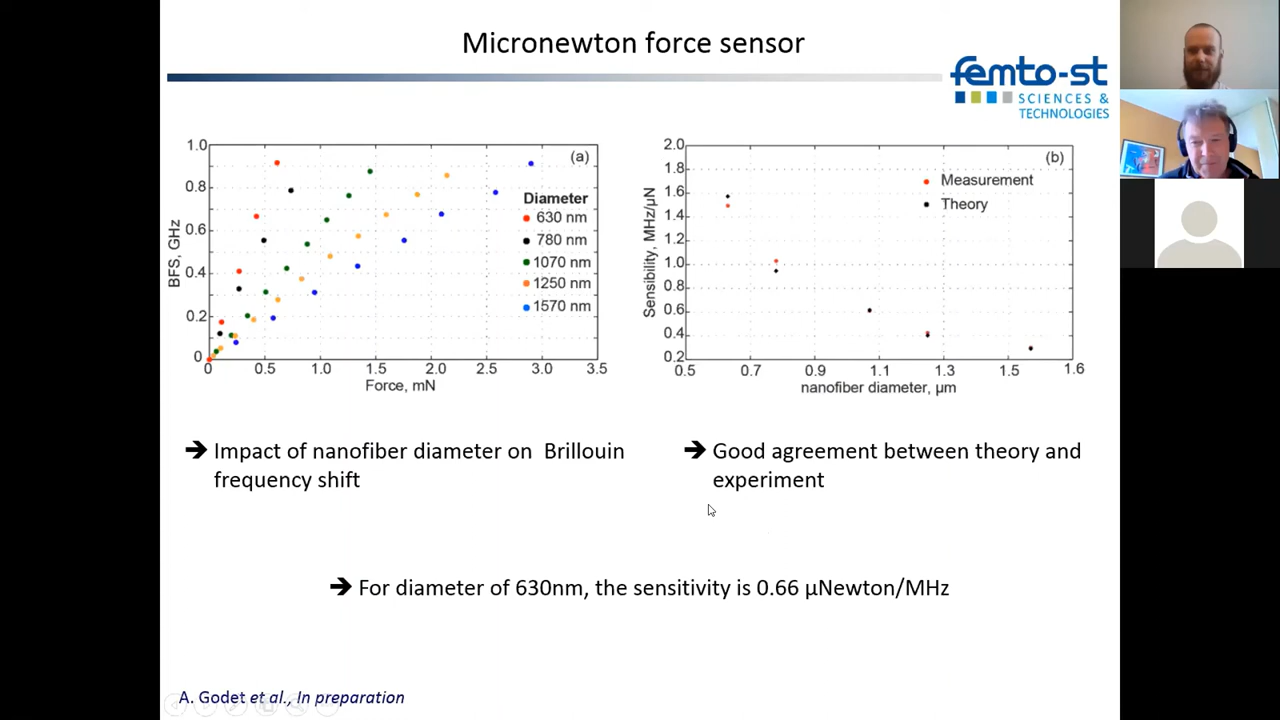 Micronewton force sensor
femto-st
SCIENCES &
TECHNOLOGIES
1.0
0.8
0.6
0.4
0.2
0
BFS, GHz
(a)
Diameter
630 nm
780 nm
1070 nm
1250 nm
1570 nm
0 0.5 1.0 1.5 2.0 2.5 3.0 3.5
Force, mN
2.0
1.8
1.6
1.4
1.2
1.0
0.8
0.6
0.4
0.2
Sensibility, MHz/µN
(b)
Measurement
Theory
0.5 0.7 0.9 1.1 1.3 1.5 1.6
nanofiber diameter, µm
➔ Impact of nanofiber diameter on Brillouin
frequency shift
➔ Good agreement between theory and
experiment
➔ For diameter of 630nm, the sensitivity is 0.66 µNewton/MHz
A. Godet et al., In preparation